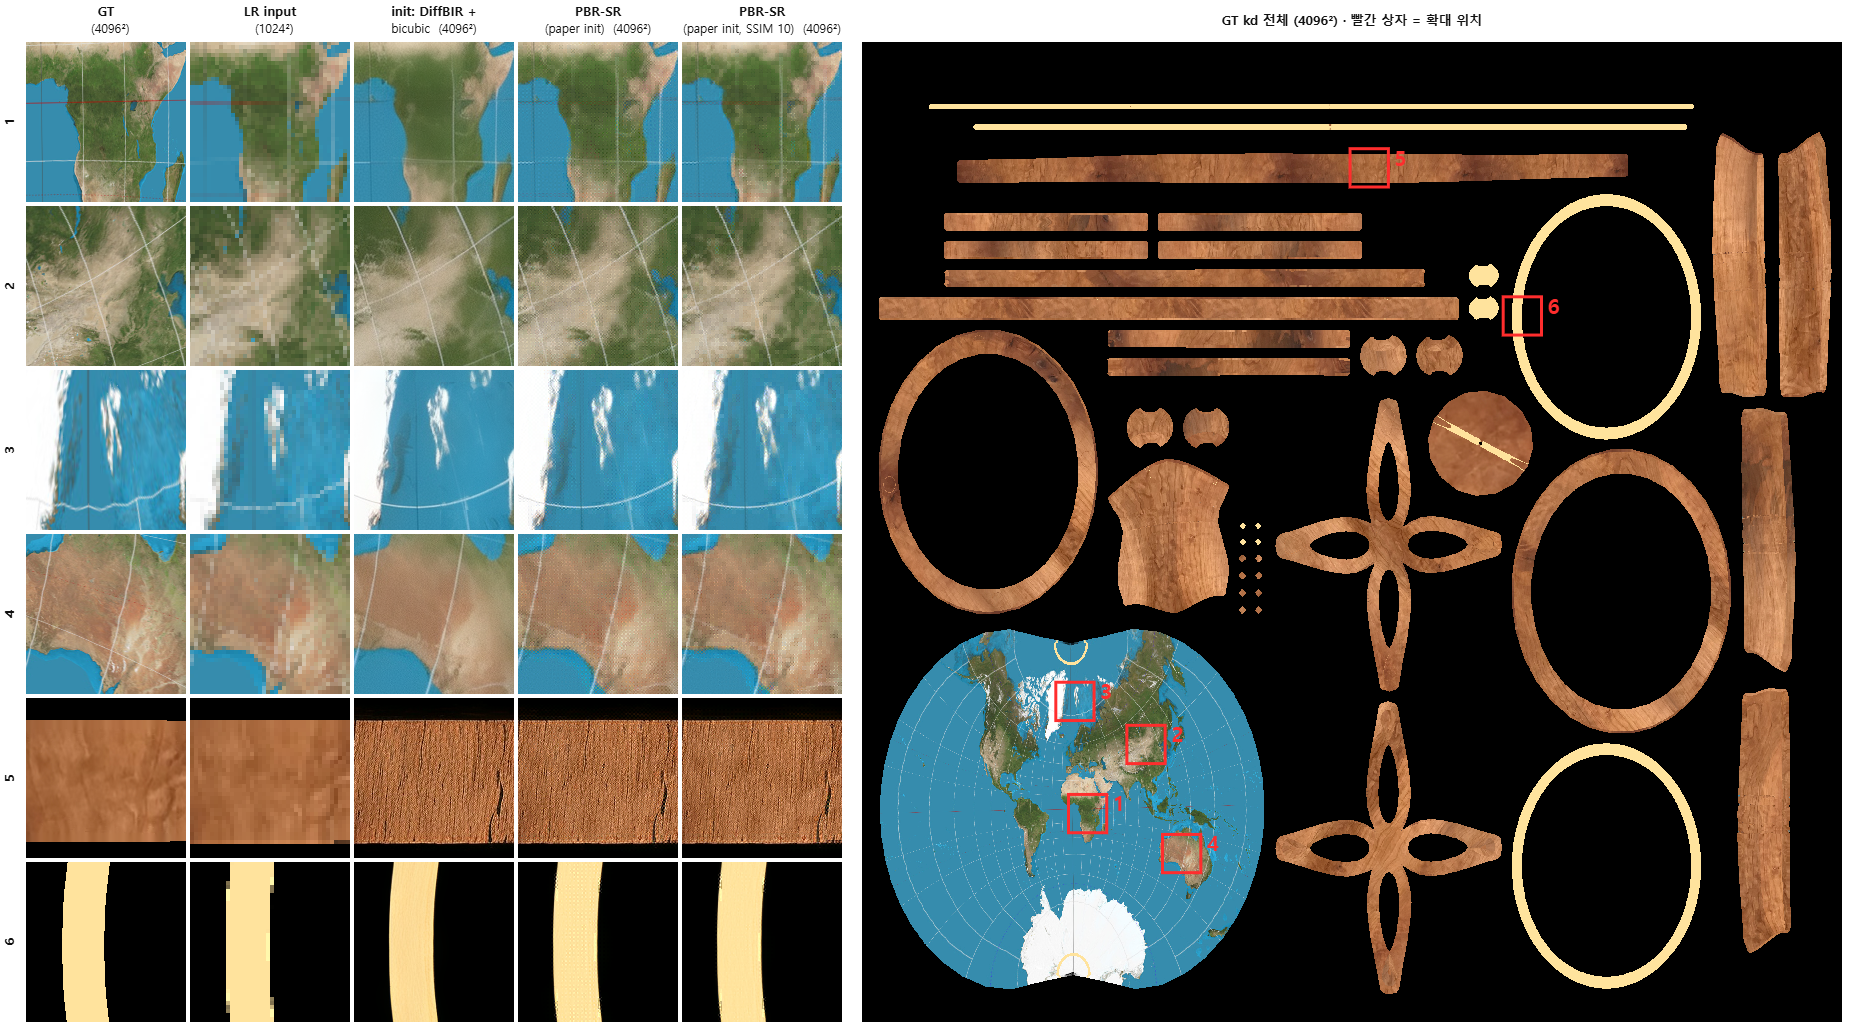 GT
(4096²)
LR input
(1024²)
init: DiffBIR +
bicubic (4096²)
PBR-SR
(paper init) (4096²)
PBR-SR
(paper init, SSIM 10) (4096²)
GT kd 전체 (4096²) · 빨간 상자 = 확대 위치
1
2
3
4
5
6
5
6
3
2
1
4